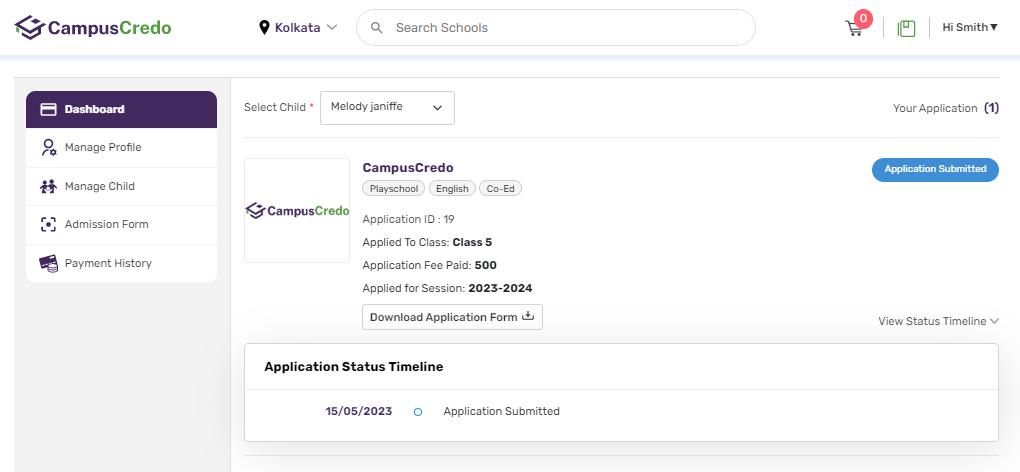 CampusCredo
Kolkata
Search Schools
0
Hi Smith
Dashboard
Manage Profile
Manage Child
Admission Form
Payment History
Select Child *
Melody janiffe
Your Application (1)
CampusCredo
CampusCredo
Application Submitted
Playschool English Co-Ed
Application ID : 19
Applied To Class: Class 5
Application Fee Paid: 500
Applied for Session: 2023-2024
Download Application Form
View Status Timeline
Application Status Timeline
15/05/2023 Application Submitted